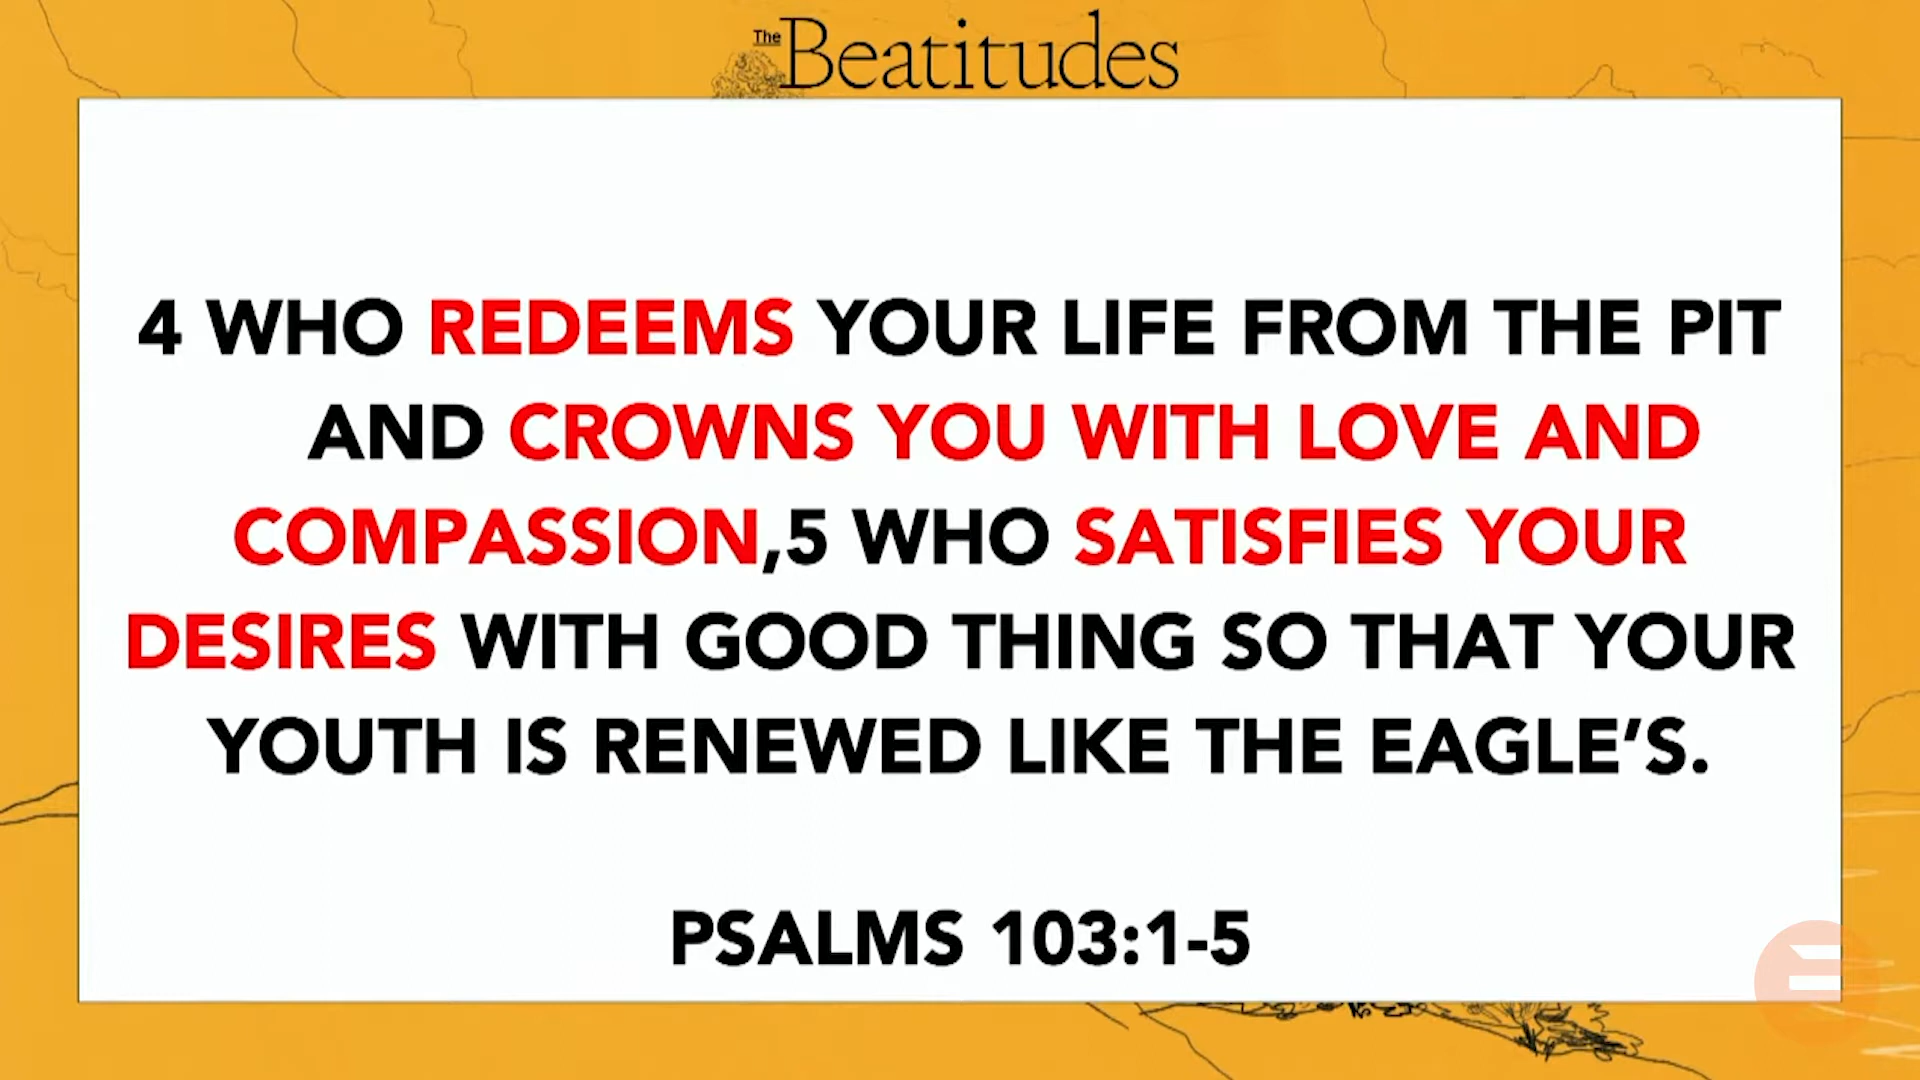 The Beatitudes
4 WHO REDEEMS YOUR LIFE FROM THE PIT
AND CROWNS YOU WITH LOVE AND
COMPASSION,5 WHO SATISFIES YOUR
DESIRES WITH GOOD THING SO THAT YOUR
YOUTH IS RENEWED LIKE THE EAGLE’S.
PSALMS 103:1-5